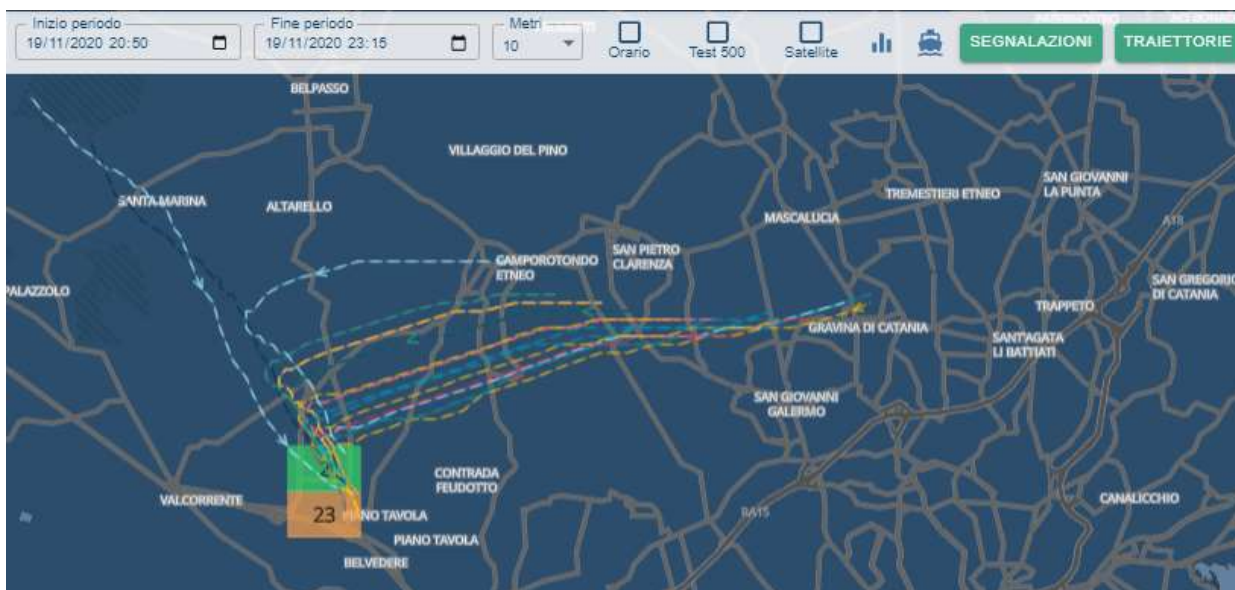 Inizio periodo
19/11/2020 20:50
Fine periodo
19/11/2020 23:15
Metri
10
Orario
Test 500
Satellite
SEGNALAZIONI
TRAIETTORIE
BELPASSO
VILLAGGIO DEL PINO
SAN GIOVANNI
LA PUNTA
TREMESTIERI ETNEO
SANTA MARINA
ALTARELLO
MASCALUCIA
A18
SAN PIETRO
CLARENZA
CAMPOROTONDO
ETNEO
PALAZZOLO
SAN GREGORIO
DI CATANIA
TRAPPETO
GRAVINA DI CATANIA
SANT'AGATA
LI BATTIATI
SAN GIOVANNI
GALERMO
CONTRADA
FEUDOTTO
VALCORRENTE
23
PIANO TAVOLA
CANALICCHIO
RA15
PIANO TAVOLA
BELVEDERE